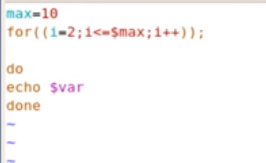 max=10
for((i=2;i<=$max;i++));
do
echo $var
done
~
~
~